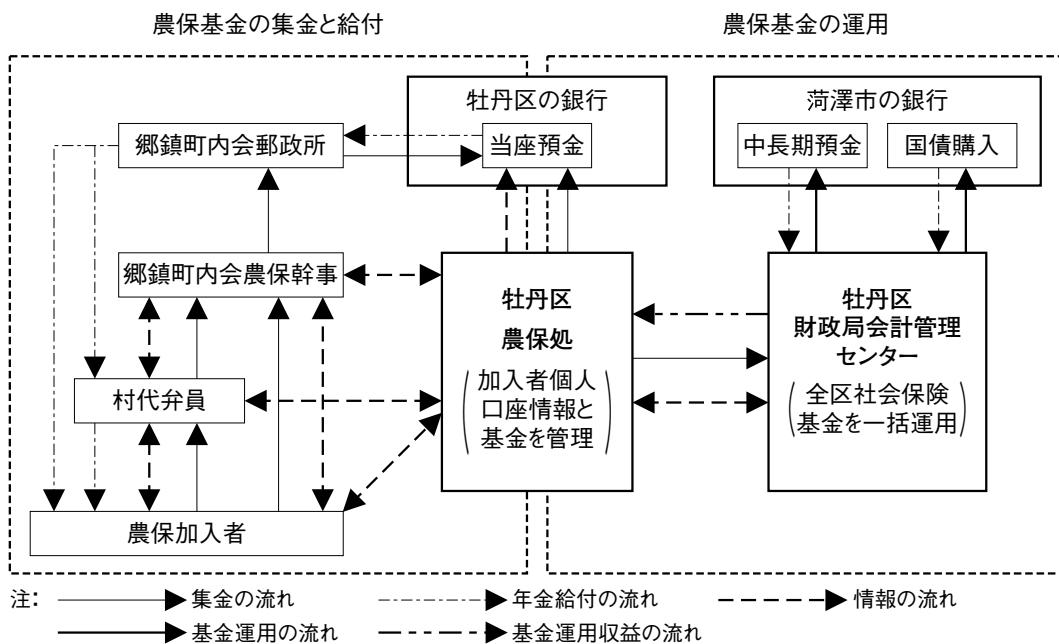 農保基金の集金と給付
農保基金の運用
牡丹区の銀行
菏澤市の銀行
郷鎮町内会郵政所
当座預金
中長期預金
国債購入
郷鎮町内会農保幹事
牡丹区
農保処
(加入者個人
口座情報と
基金を管理)
牡丹区
財政局会計管理
センター
(全区社会保険
基金を一括運用)
村代弁員
農保加入者
注:
集金の流れ
年金給付の流れ
情報の流れ
基金運用の流れ
基金運用収益の流れ